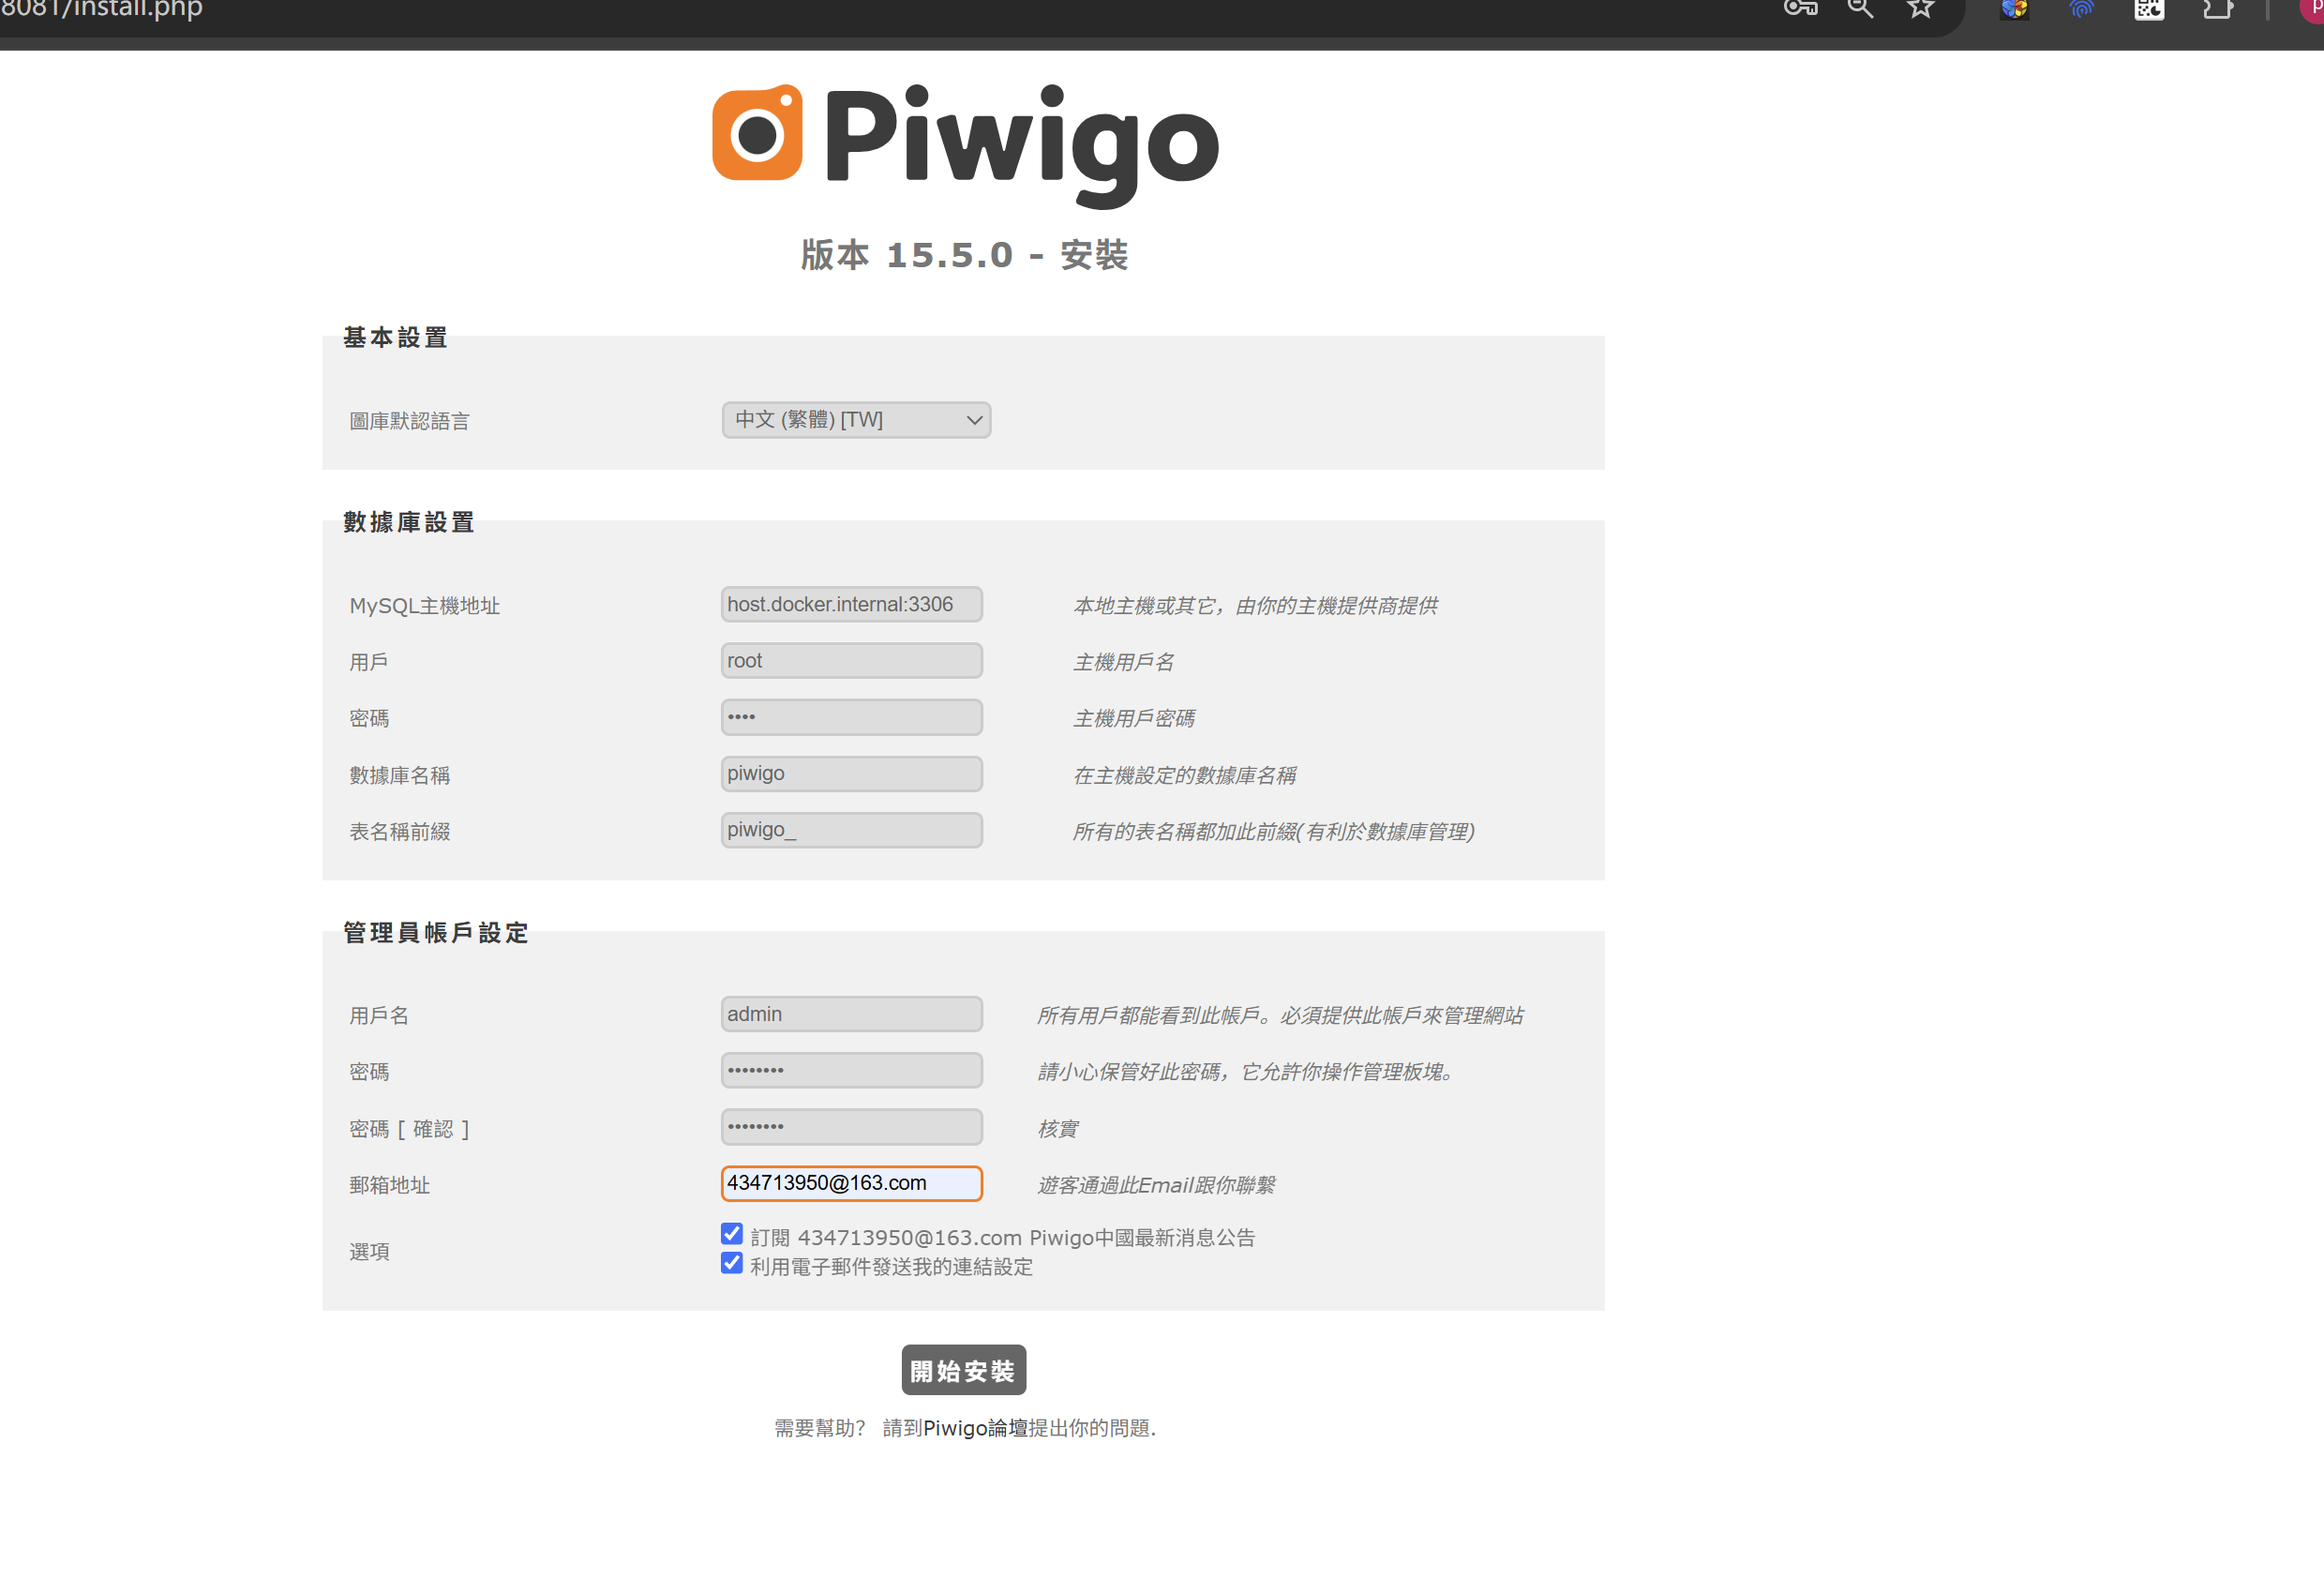 8081/install.php
Piwigo
版本 15.5.0 - 安裝
基本設置
圖庫默認語言 中文 (繁體) [TW]
數據庫設置
MySQL主機地址 host.docker.internal:3306 本地主機或其它，由你的主機提供商提供
用戶 root 主機用戶名
密碼 •••• 主機用戶密碼
數據庫名稱 piwigo 在主機設定的數據庫名稱
表名稱前綴 piwigo_ 所有的表名稱都加此前綴(有利於數據庫管理)
管理員帳戶設定
用戶名 admin 所有用戶都能看到此帳戶。必須提供此帳戶來管理網站
密碼 •••••••• 請小心保管好此密碼，它允許你操作管理板塊。
密碼 [ 確認 ] •••••••• 核實
郵箱地址 434713950@163.com 遊客通過此Email跟你聯繫
選項 訂閱 434713950@163.com Piwigo中國最新消息公告
利用電子郵件發送我的連結設定
開始安裝
需要幫助？ 請到Piwigo論壇提出你的問題.